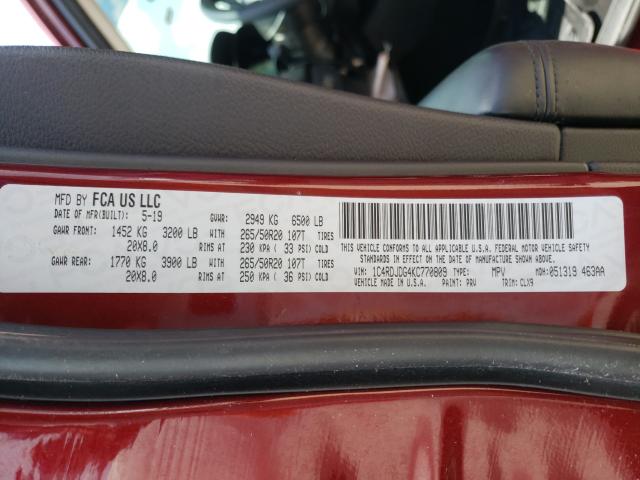 MFD BY FCA US LLC
DATE OF MFR(BUILT): 5-19 GVWR: 2949 KG 6500 LB
GAWR FRONT: 1452 KG 3200 LB WITH 265/50R20 107T TIRES
20X8.0 RIMS AT 230 KPA ( 33 PSI) COLD
GAWR REAR: 1770 KG 3900 LB WITH 265/50R20 107T TIRES
20X8.0 RIMS AT 250 KPA ( 36 PSI) COLD
THIS VEHICLE CONFORMS TO ALL APPLICABLE U.S.A. FEDERAL MOTOR VEHICLE SAFETY
STANDARDS IN EFFECT ON THE DATE OF MANUFACTURE SHOWN ABOVE.
VIN: 1C4RDJDG4KC770809 TYPE: MPV MDH: 051319 463AA
VEHICLE MADE IN U.S.A. PAINT: PRV TRIM: CLX9